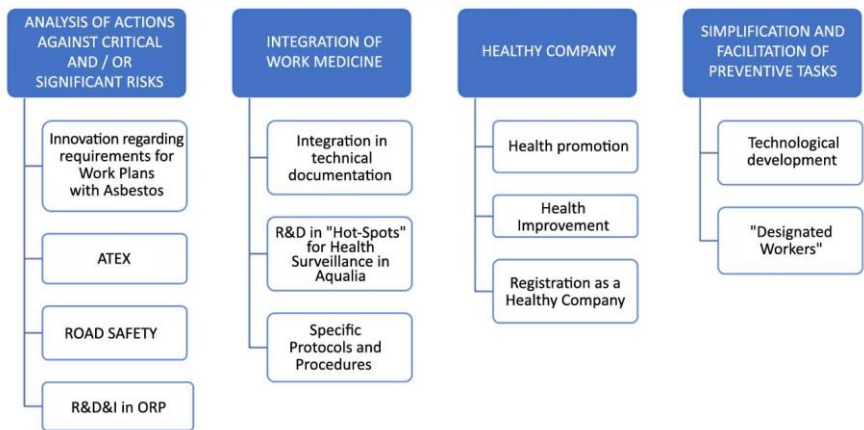 ANALYSIS OF ACTIONS
AGAINST CRITICAL
AND / OR
SIGNIFICANT RISKS
Innovation regarding
requirements for
Work Plans
with Asbestos
ATEX
ROAD SAFETY
R&D&I in ORP
INTEGRATION OF
WORK MEDICINE
Integration in
technical
documentation
R&D in "Hot-Spots"
for Health
Surveillance in
Aqualia
Specific
Protocols and
Procedures
HEALTHY COMPANY
Health promotion
Health
Improvement
Registration as a
Healthy Company
SIMPLIFICATION AND
FACILITATION OF
PREVENTIVE TASKS
Technological
development
"Designated
Workers"